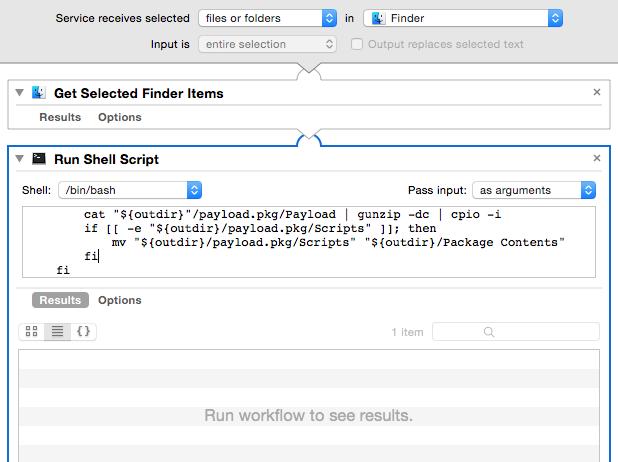 Service receives selected files or folders in Finder
Input is entire selection Output replaces selected text
Get Selected Finder Items
Results Options
Run Shell Script
Shell: /bin/bash Pass input: as arguments
cat "${outdir}"/payload.pkg/Payload | gunzip -dc | cpio -i
if [[ -e "${outdir}/payload.pkg/Scripts" ]]; then
mv "${outdir}/payload.pkg/Scripts" "${outdir}/Package Contents"
fi
fi
Results Options
1 item
Run workflow to see results.